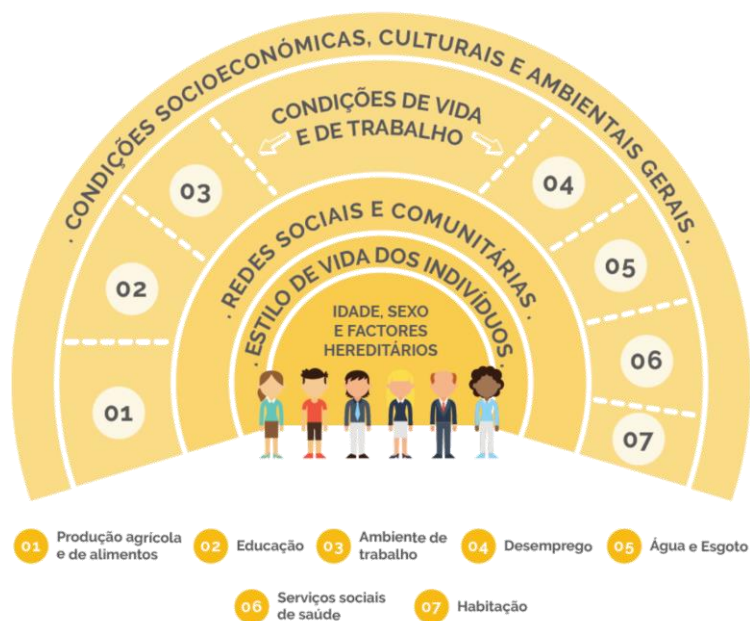 · CONDIÇÕES SOCIOECONÓMICAS, CULTURAIS E AMBIENTAIS GERAIS ·
CONDIÇÕES DE VIDA
E DE TRABALHO
03
04
02
05
01
06
07
· REDES SOCIAIS E COMUNITÁRIAS ·
· ESTILO DE VIDA DOS INDIVÍDUOS ·
IDADE, SEXO
E FACTORES
HEREDITÁRIOS
01 Produção agrícola
e de alimentos
02 Educação
03 Ambiente de
trabalho
04 Desemprego
05 Água e Esgoto
06 Serviços sociais
de saúde
07 Habitação